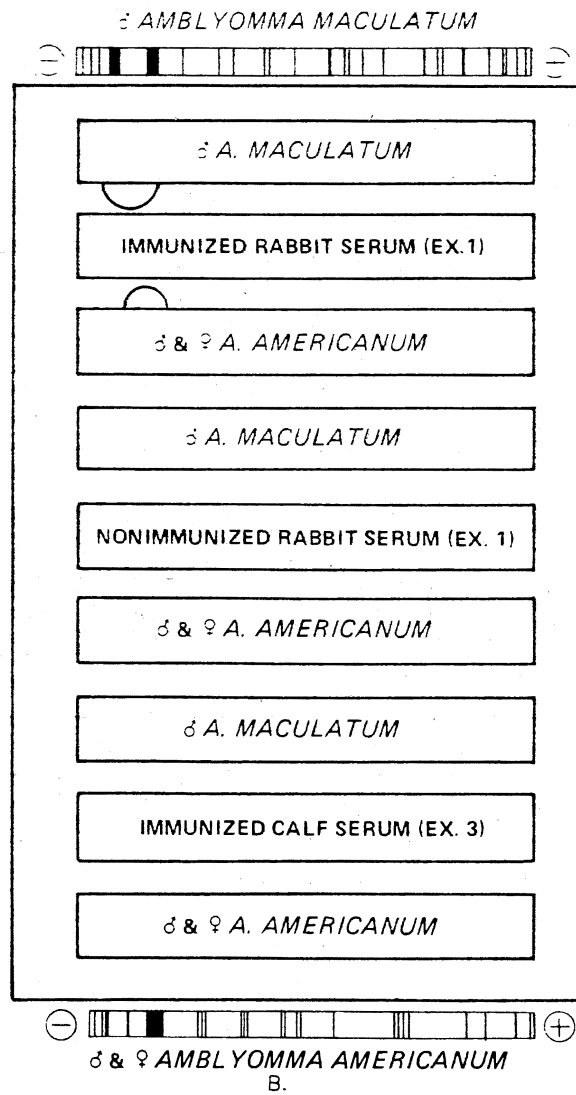 ♂ AMBLYOMMA MACULATUM
⊖ ⊖
♂ A. MACULATUM
IMMUNIZED RABBIT SERUM (EX.1)
♂ & ♀ A. AMERICANUM
♂ A. MACULATUM
NONIMMUNIZED RABBIT SERUM (EX. 1)
♂ & ♀ A. AMERICANUM
♂ A. MACULATUM
IMMUNIZED CALF SERUM (EX. 3)
♂ & ♀ A. AMERICANUM
⊖ ⊕
♂ & ♀ AMBLYOMMA AMERICANUM
B.